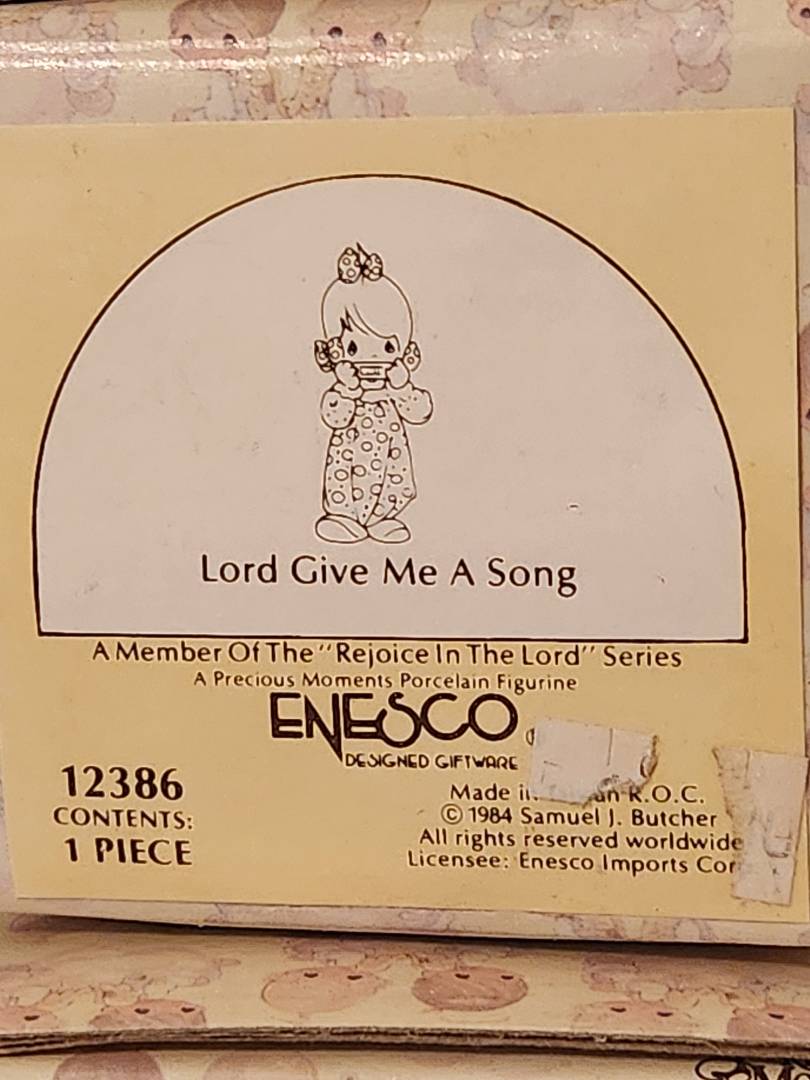 Lord Give Me A Song
A Member Of The "Rejoice In The Lord" Series
A Precious Moments Porcelain Figurine
ENESCO
DESIGNED GIFTWARE
12386
CONTENTS:
1 PIECE
Made R.O.C.
© 1984 Samuel J. Butcher
All rights reserved worldwide
Licensee: Enesco Imports